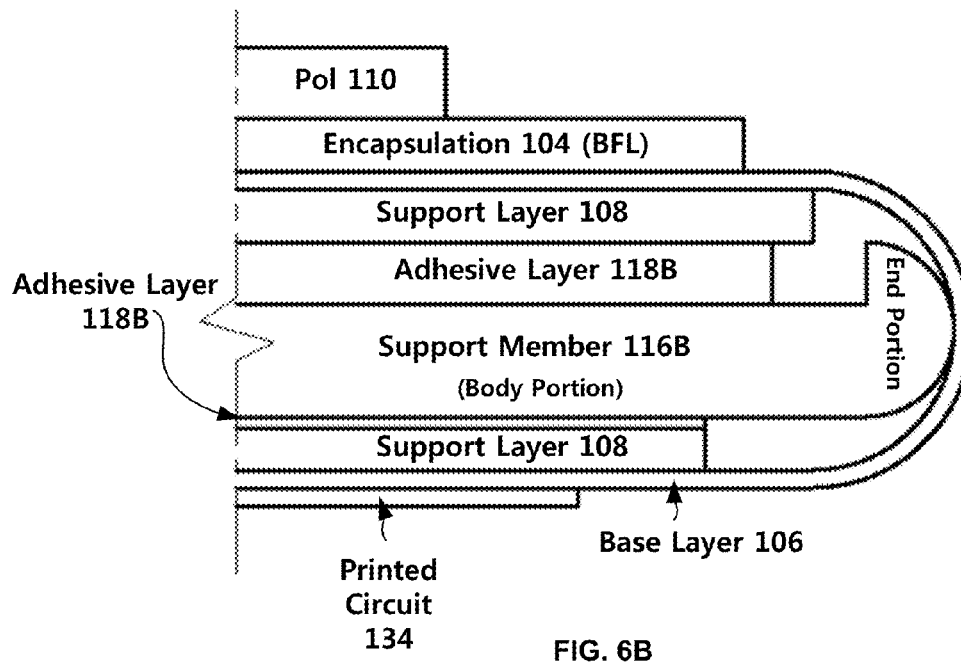 Pol 110
Encapsulation 104 (BFL)
Support Layer 108
Adhesive Layer 118B
End Portion
Adhesive Layer
118B
Support Member 116B
(Body Portion)
Support Layer 108
Base Layer 106
Printed
Circuit
134
FIG. 6B